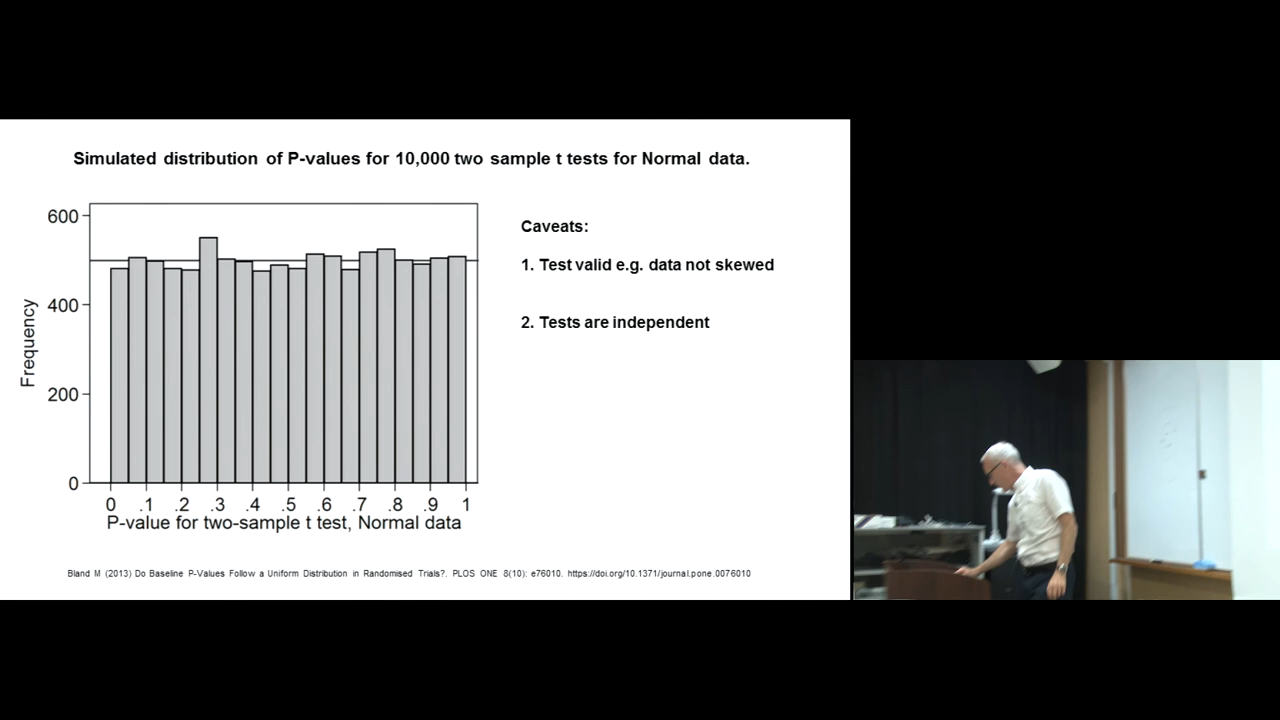 Simulated distribution of P-values for 10,000 two sample t tests for Normal data.
600
400
200
0
Frequency
0 .1 .2 .3 .4 .5 .6 .7 .8 .9 1
P-value for two-sample t test, Normal data
Caveats:
1. Test valid e.g. data not skewed
2. Tests are independent
Bland M (2013) Do Baseline P-Values Follow a Uniform Distribution in Randomised Trials?. PLOS ONE 8(10): e76010. https://doi.org/10.1371/journal.pone.0076010